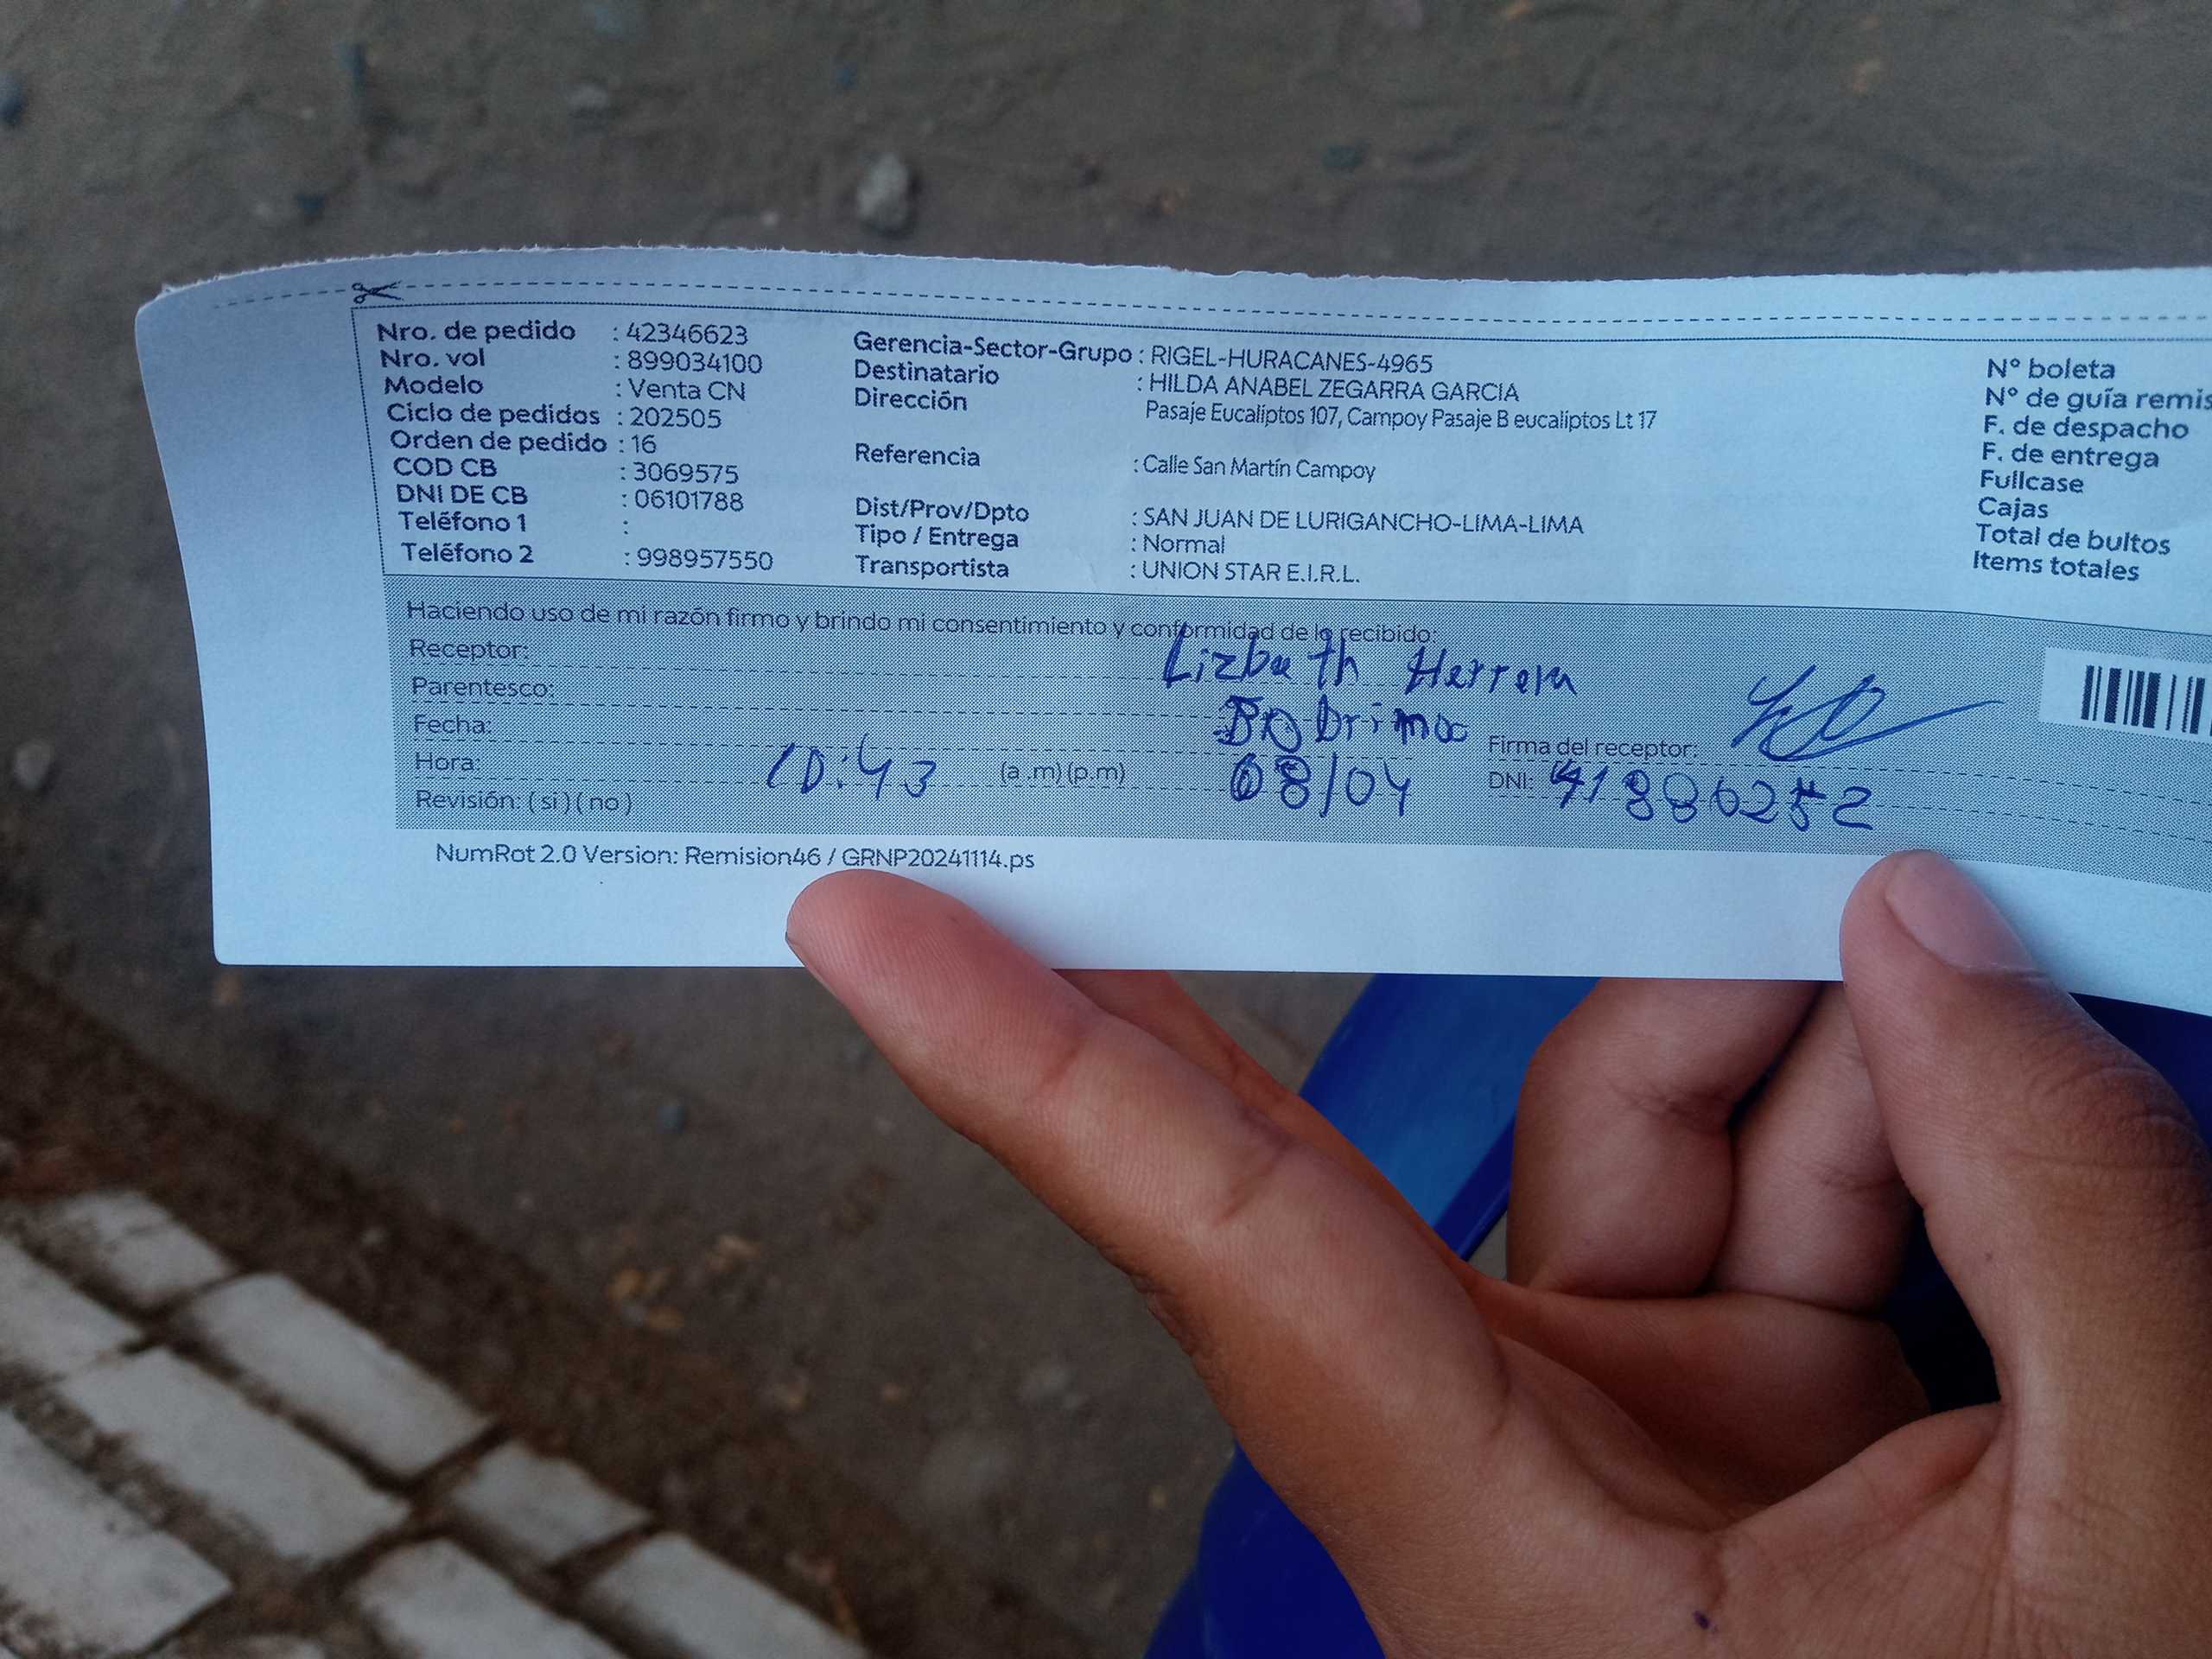 Nro. de pedido : 42346623
Nro. vol : 899034100
Modelo : Venta CN
Ciclo de pedidos : 202505
Orden de pedido : 16
COD CB : 3069575
DNI DE CB : 06101788
Teléfono 1 :
Teléfono 2 : 998957550
Gerencia-Sector-Grupo : RIGEL-HURACANES-4965
Destinatario : HILDA ANABEL ZEGARRA GARCIA
Dirección
Pasaje Eucaliptos 107, Campoy Pasaje B eucaliptos Lt 17
Referencia : Calle San Martín Campoy
Dist/Prov/Dpto : SAN JUAN DE LURIGANCHO-LIMA-LIMA
Tipo / Entrega : Normal
Transportista : UNION STAR E.I.R.L.
N° boleta
N° de guía remis
F. de despacho
F. de entrega
Fullcase
Cajas
Total de bultos
Items totales
Haciendo uso de mi razón firmo y brindo mi consentimiento y conformidad de lo recibido:
Receptor: Lizbeth Herrera
Parentesco:
Fecha: 08/04
Hora: 10:43 (a .m) (p.m)
Revisión: ( si ) ( no )
Firma del receptor:
DNI: 41886252
NumRot 2.0 Version: Remision46 / GRNP20241114.ps